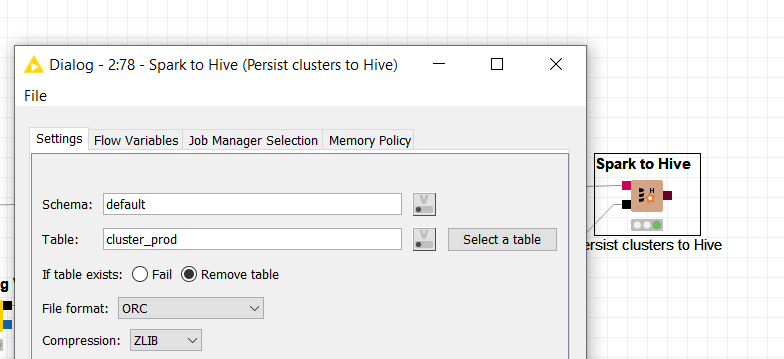 Dialog - 2:78 - Spark to Hive (Persist clusters to Hive)
File
Settings Flow Variables Job Manager Selection Memory Policy
Schema: default V
Table: cluster_prod V Select a table
If table exists: Fail Remove table
File format: ORC
Compression: ZLIB
Spark to Hive
H
ersist clusters to Hive